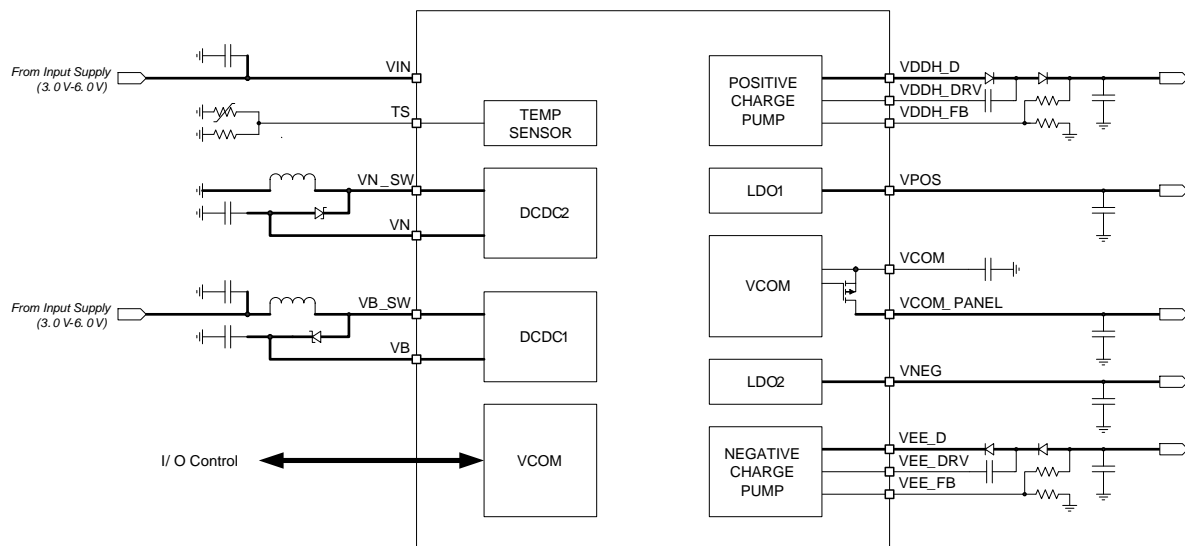 From Input Supply
(3.0V-6.0V)
VIN
TS
TEMP
SENSOR
VN_SW
VN
DCDC2
From Input Supply
(3.0V-6.0V)
VB_SW
VB
DCDC1
I/O Control
VCOM
POSITIVE
CHARGE
PUMP
VDDH_D
VDDH_DRV
VDDH_FB
LDO1
VPOS
VCOM
VCOM
VCOM_PANEL
LDO2
VNEG
NEGATIVE
CHARGE
PUMP
VEE_D
VEE_DRV
VEE_FB